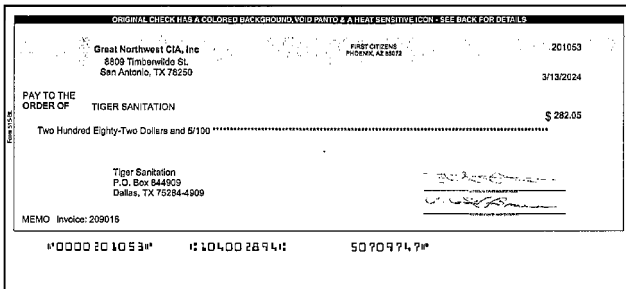 ORIGINAL CHECK HAS A COLORED BACKGROUND, VOID PANTO & A HEAT SENSITIVE ICON - SEE BACK FOR DETAILS
Great Northwest CIA, Inc
8809 Timberwilde St.
San Antonio, TX 78250
FIRST CITIZENS
PHOENIX, AZ 85072
201053
3/13/2024
PAY TO THE
ORDER OF TIGER SANITATION
$ 282.05
Two Hundred Eighty-Two Dollars and 5/100
Tiger Sanitation
P.O. Box 844909
Dallas, TX 75284-4909
MEMO Invoice: 209016
⑈0000201053⑈ ⑆104002894⑆ 50709747⑈